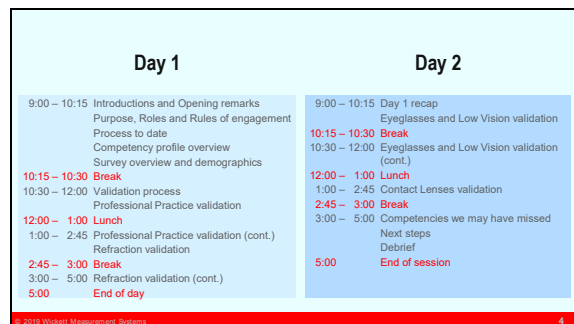 Day 1
9:00 – 10:15 Introductions and Opening remarks
Purpose, Roles and Rules of engagement
Process to date
Competency profile overview
Survey overview and demographics
10:15 – 10:30 Break
10:30 – 12:00 Validation process
Professional Practice validation
12:00 – 1:00 Lunch
1:00 – 2:45 Professional Practice validation (cont.)
Refraction validation
2:45 – 3:00 Break
3:00 – 5:00 Refraction validation (cont.)
5:00 End of day
Day 2
9:00 – 10:15 Day 1 recap
Eyeglasses and Low Vision validation
10:15 – 10:30 Break
10:30 – 12:00 Eyeglasses and Low Vision validation
(cont.)
12:00 – 1:00 Lunch
1:00 – 2:45 Contact Lenses validation
2:45 – 3:00 Break
3:00 – 5:00 Competencies we may have missed
Next steps
Debrief
5:00 End of session
© 2019 Wickett Measurement Systems
4